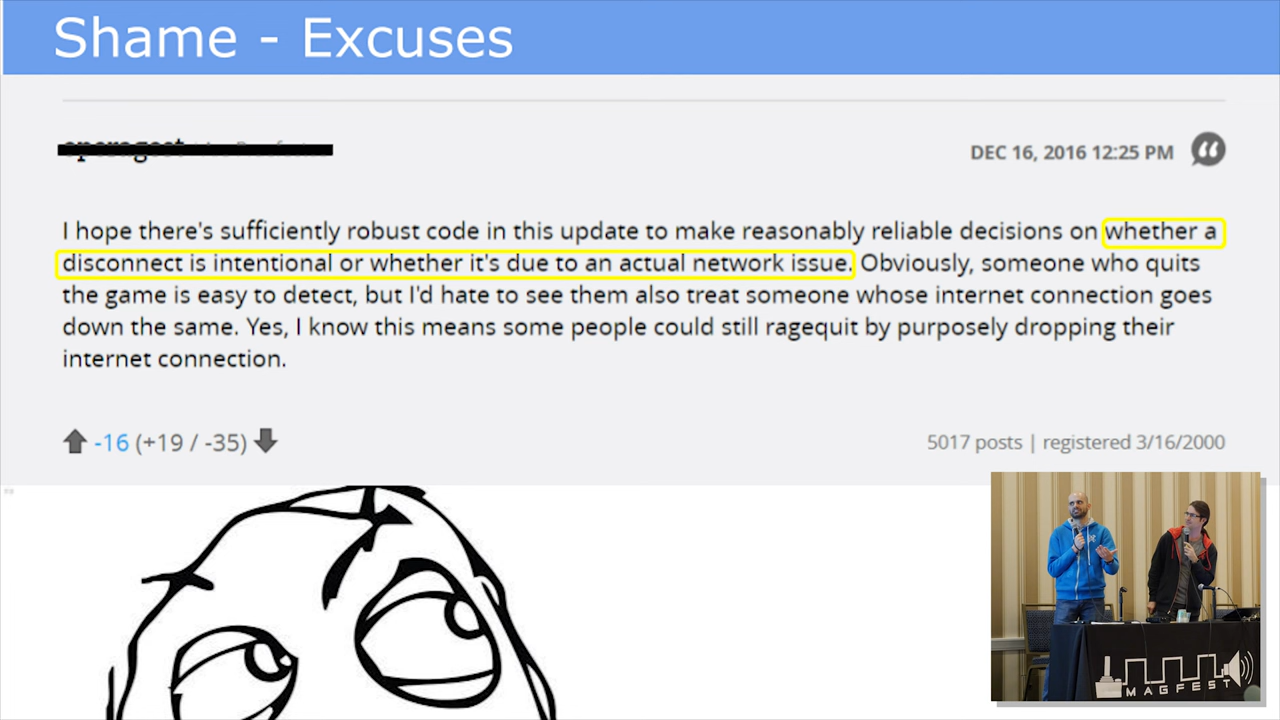 Shame - Excuses
DEC 16, 2016 12:25 PM
I hope there's sufficiently robust code in this update to make reasonably reliable decisions on whether a
disconnect is intentional or whether it's due to an actual network issue. Obviously, someone who quits
the game is easy to detect, but I'd hate to see them also treat someone whose internet connection goes
down the same. Yes, I know this means some people could still ragequit by purposely dropping their
internet connection.
-16 (+19 / -35)
5017 posts | registered 3/16/2000
MAGFEST